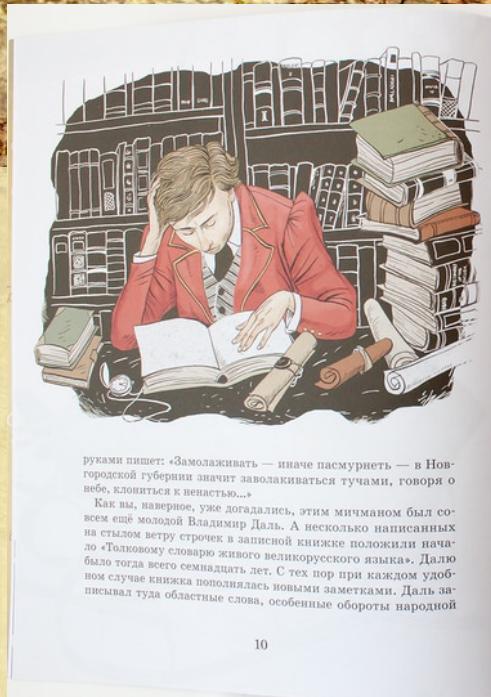 руками пишет: «Замолаживать — иначе пасмурнеть — в Нов-
городской губернии значит заволакиваться тучами, говоря о
небе, клониться к ненастью...»
Как вы, наверное, уже догадались, этим мичманом был со-
всем ещё молодой Владимир Даль. А несколько написанных
на стылом ветру строчек в записной книжке положили нача-
ло «Толковому словарю живого великорусского языка». Далю
было тогда всего семнадцать лет. С тех пор при каждом удоб-
ном случае книжка пополнялась новыми заметками. Даль за-
писывал туда областные слова, особенные обороты народной
10